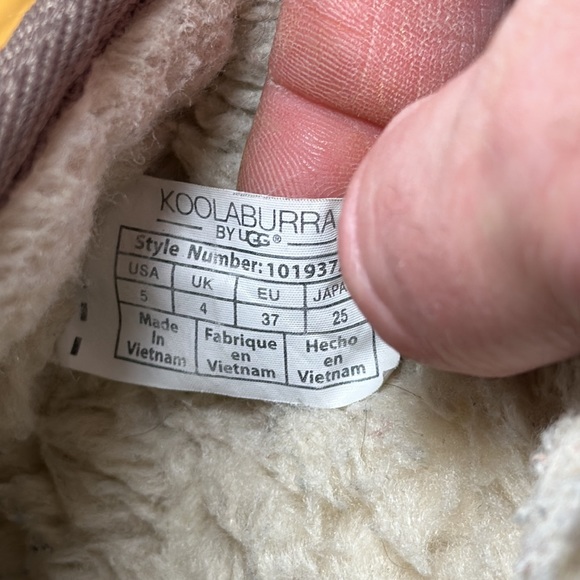 KOOLABURRA
BY UGG®
Style Number: 101937
USA UK EU
5 4 37 25
Made in Vietnam
Fabrique en Vietnam
Hecho en Vietnam